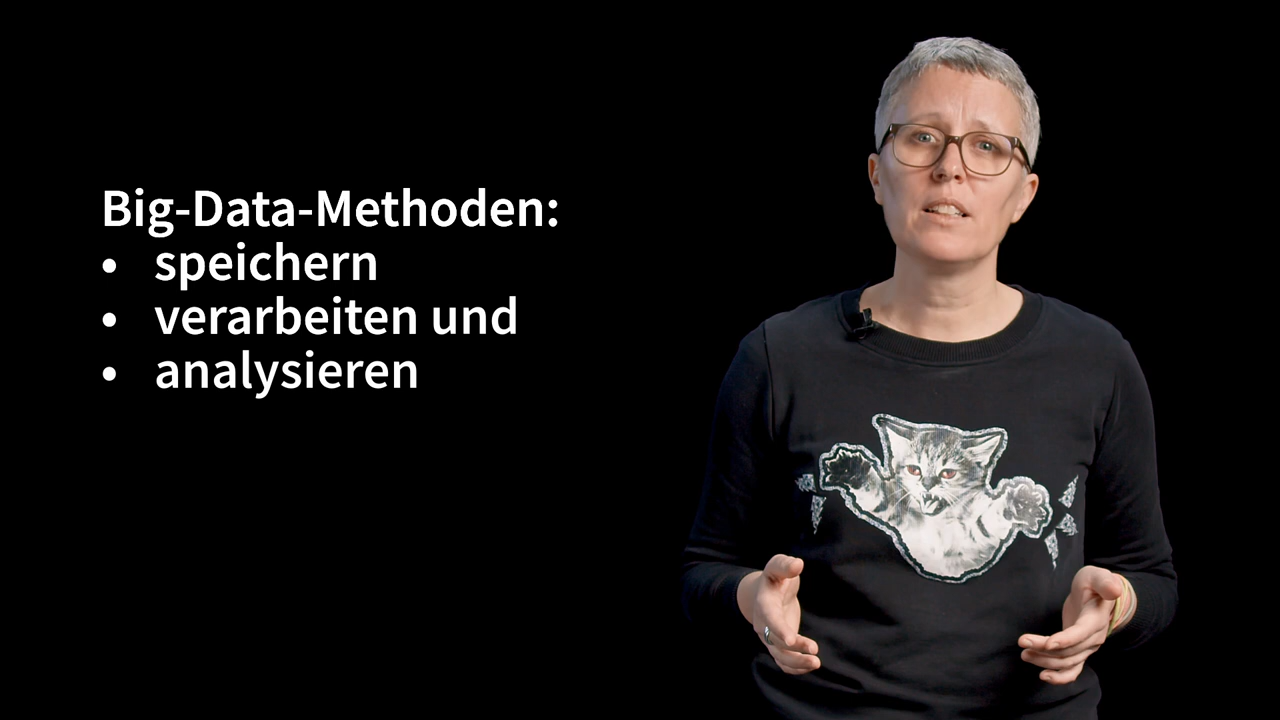 Big-Data-Methoden:
• speichern
• verarbeiten und
• analysieren